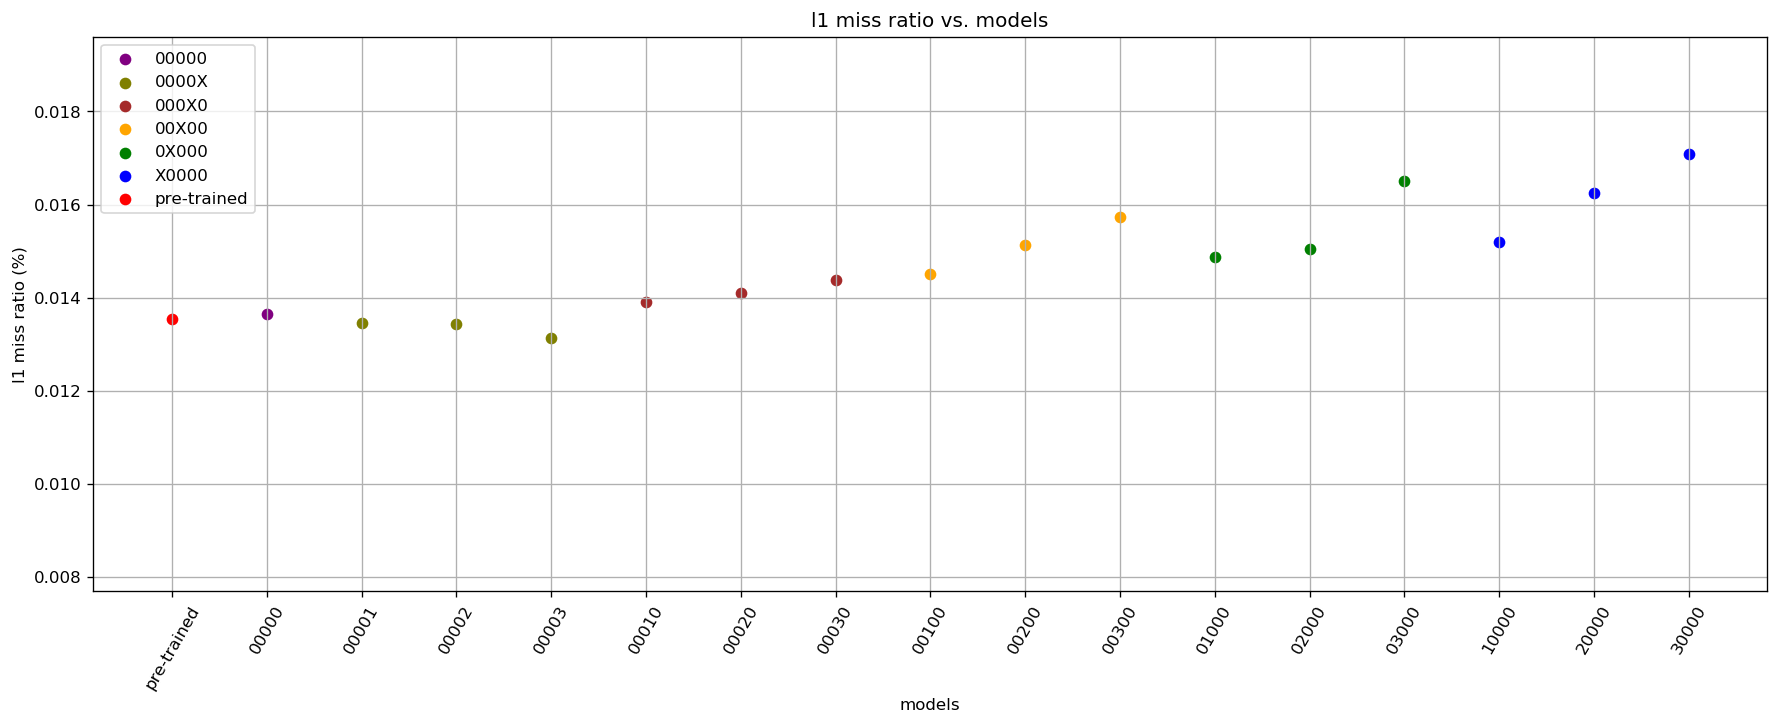 l1 miss ratio vs. models
00000
0000X
000X0
00X00
0X000
X0000
pre-trained
l1 miss ratio (%)
0.018
0.016
0.014
0.012
0.010
0.008
pre-trained
00000
00001
00002
00003
00010
00020
00030
00100
00200
00300
01000
02000
03000
10000
20000
30000
models